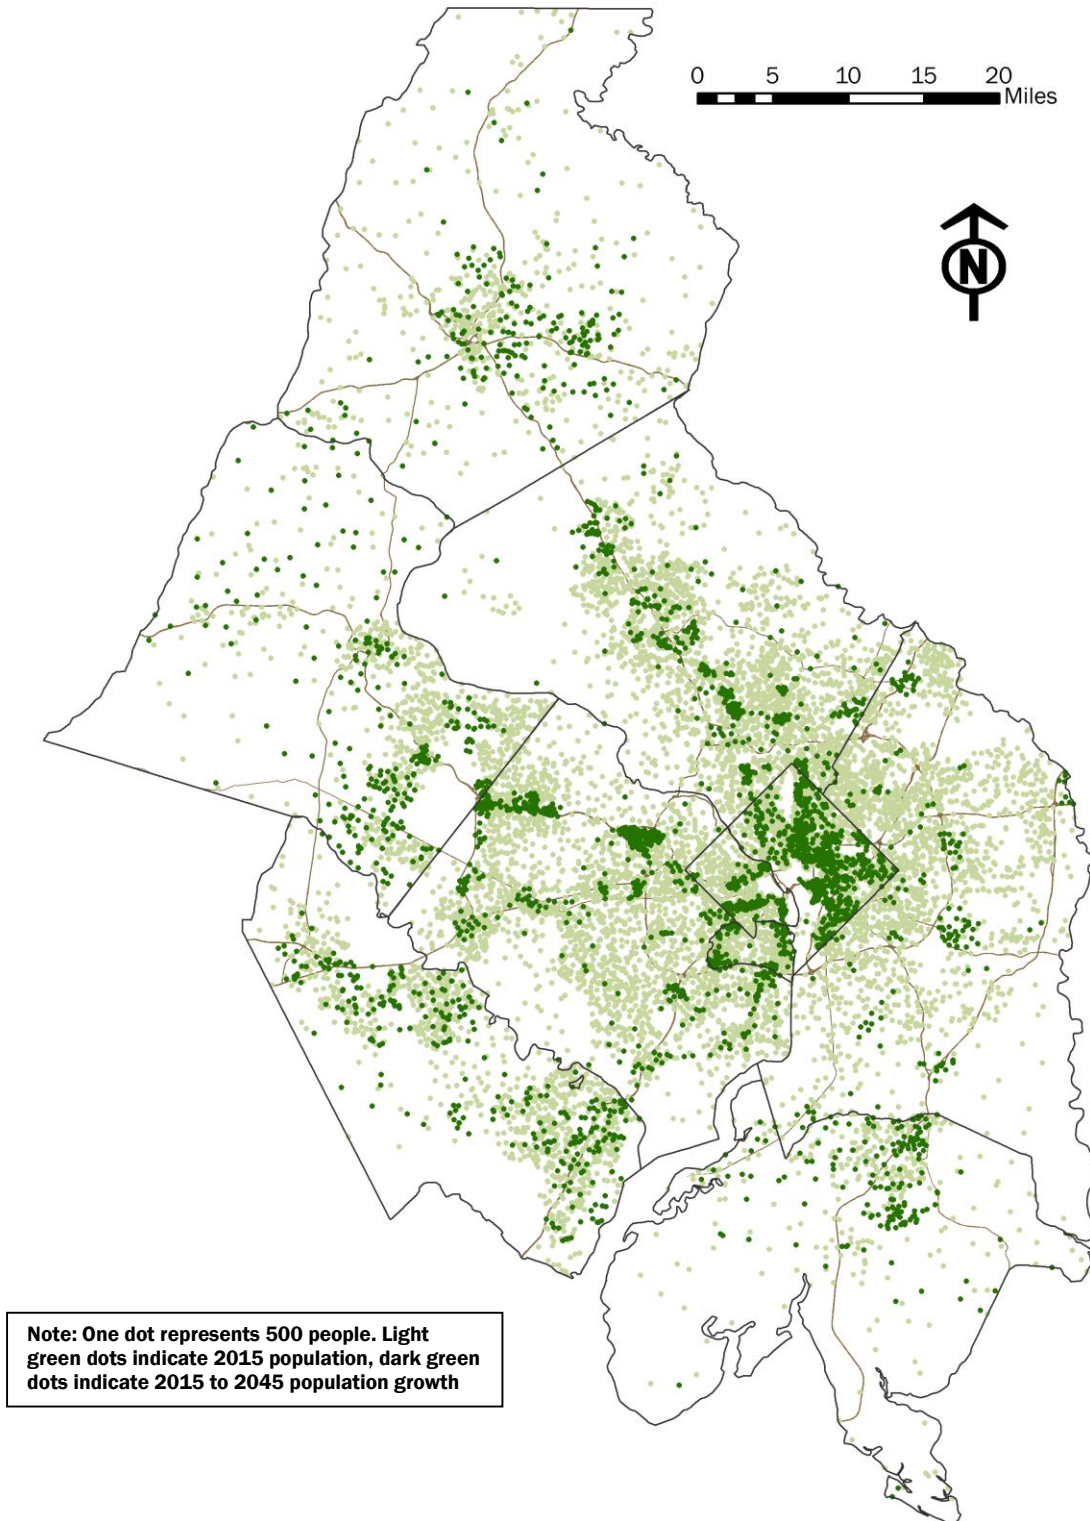 0 5 10 15 20
Miles
N
Note: One dot represents 500 people. Light
green dots indicate 2015 population, dark green
dots indicate 2015 to 2045 population growth